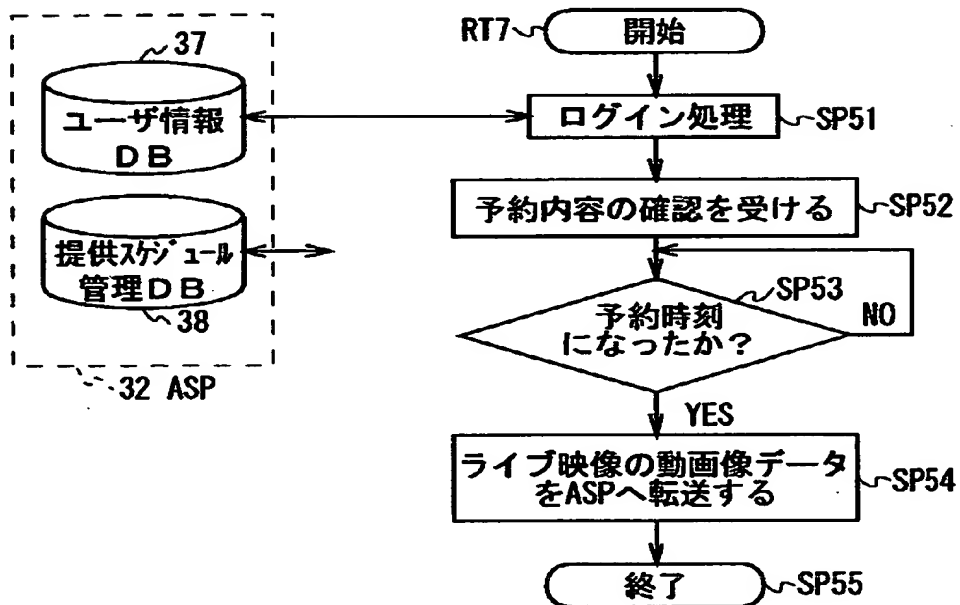 37
ユーザ情報
DB
提供スケジュール
管理DB
38
32 ASP
RT7
開始
ログイン処理
SP51
予約内容の確認を受ける
SP52
SP53
予約時刻
になったか？
NO
YES
ライブ映像の動画像データ
をASPへ転送する
SP54
終了
SP55